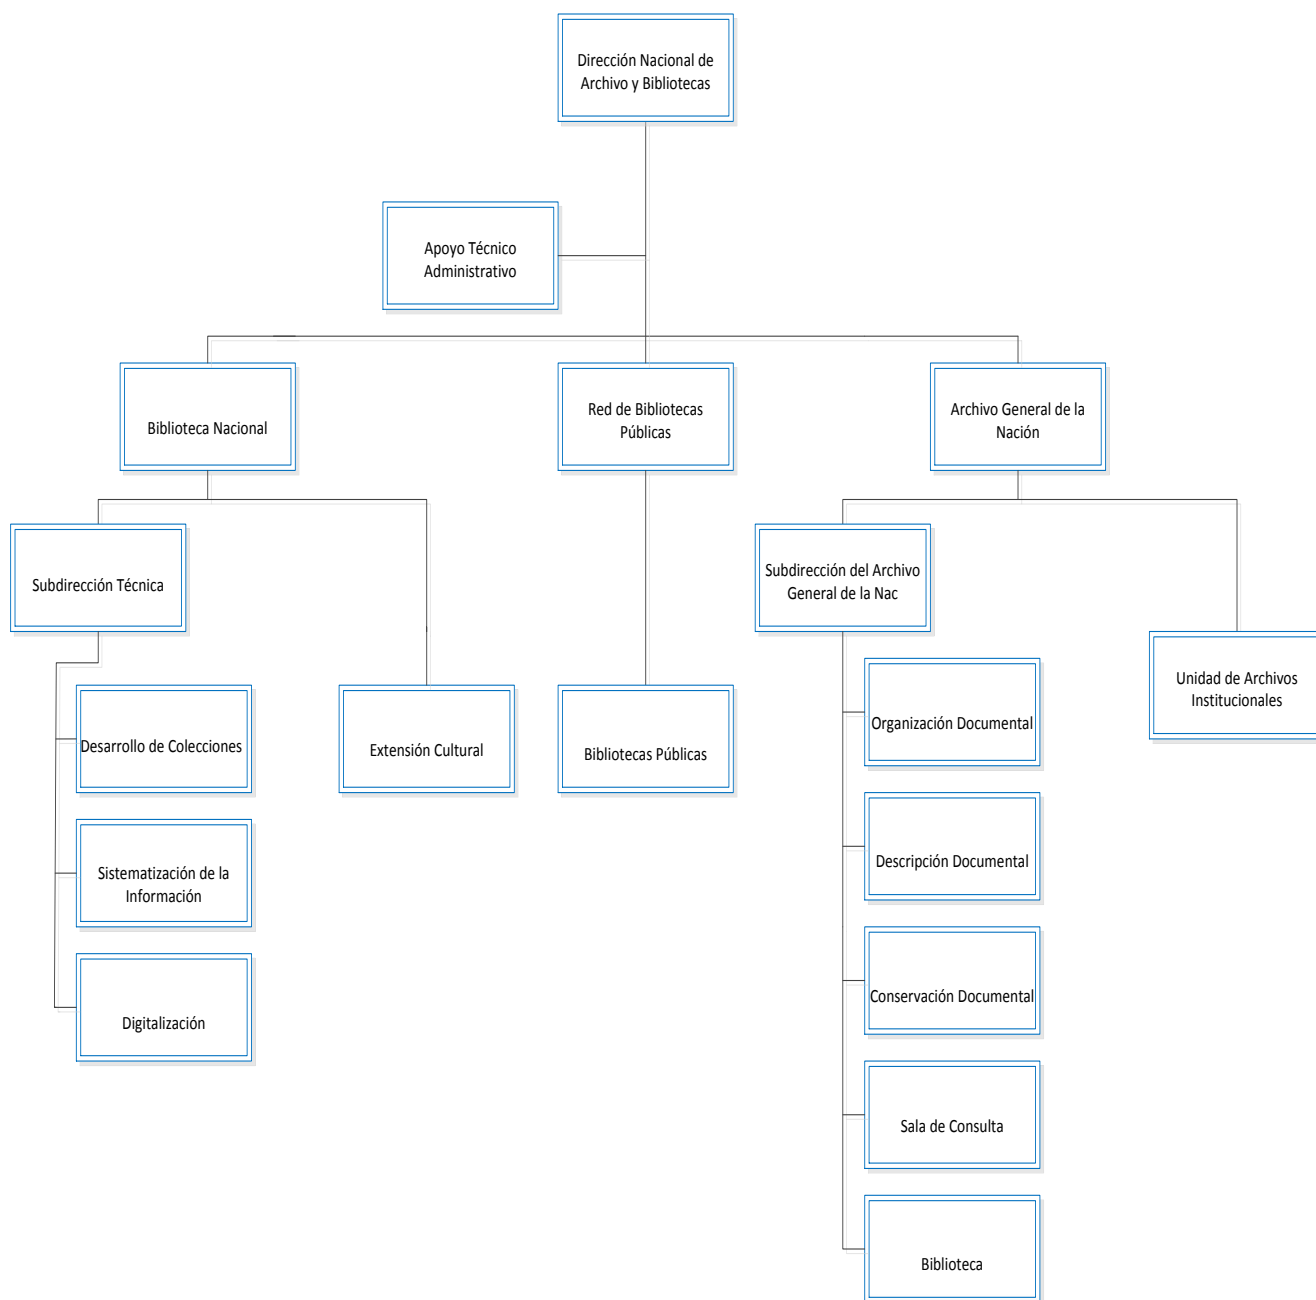 Dirección Nacional de
Archivo y Bibliotecas
Apoyo Técnico
Administrativo
Biblioteca Nacional
Red de Bibliotecas
Públicas
Archivo General de la
Nación
Subdirección Técnica
Subdirección del Archivo
General de la Nac
Unidad de Archivos
Institucionales
Desarrollo de Colecciones
Extensión Cultural
Bibliotecas Públicas
Organización Documental
Sistematización de la
Información
Descripción Documental
Digitalización
Conservación Documental
Sala de Consulta
Biblioteca